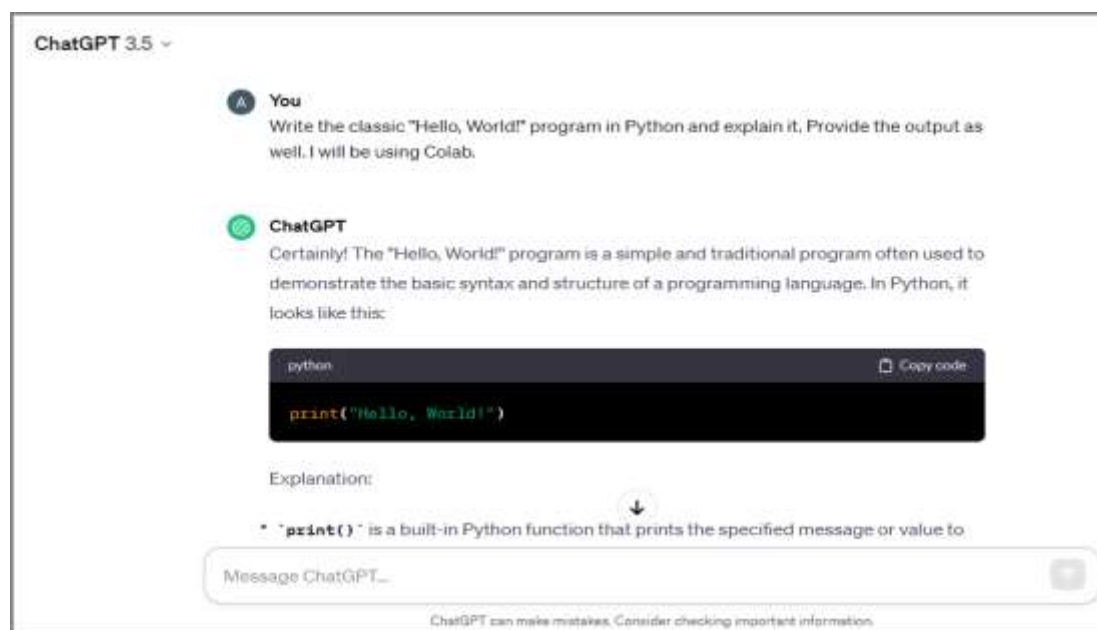 ChatGPT 3.5
A
You
Write the classic "Hello, World!" program in Python and explain it. Provide the output as
well. I will be using Colab.
ChatGPT
Certainly! The "Hello, World!" program is a simple and traditional program often used to
demonstrate the basic syntax and structure of a programming language. In Python, it
looks like this:
python
Copy code
print("Hello, World!")
Explanation:
* `print()` is a built-in Python function that prints the specified message or value to
Message ChatGPT...
ChatGPT can make mistakes. Consider checking important information.